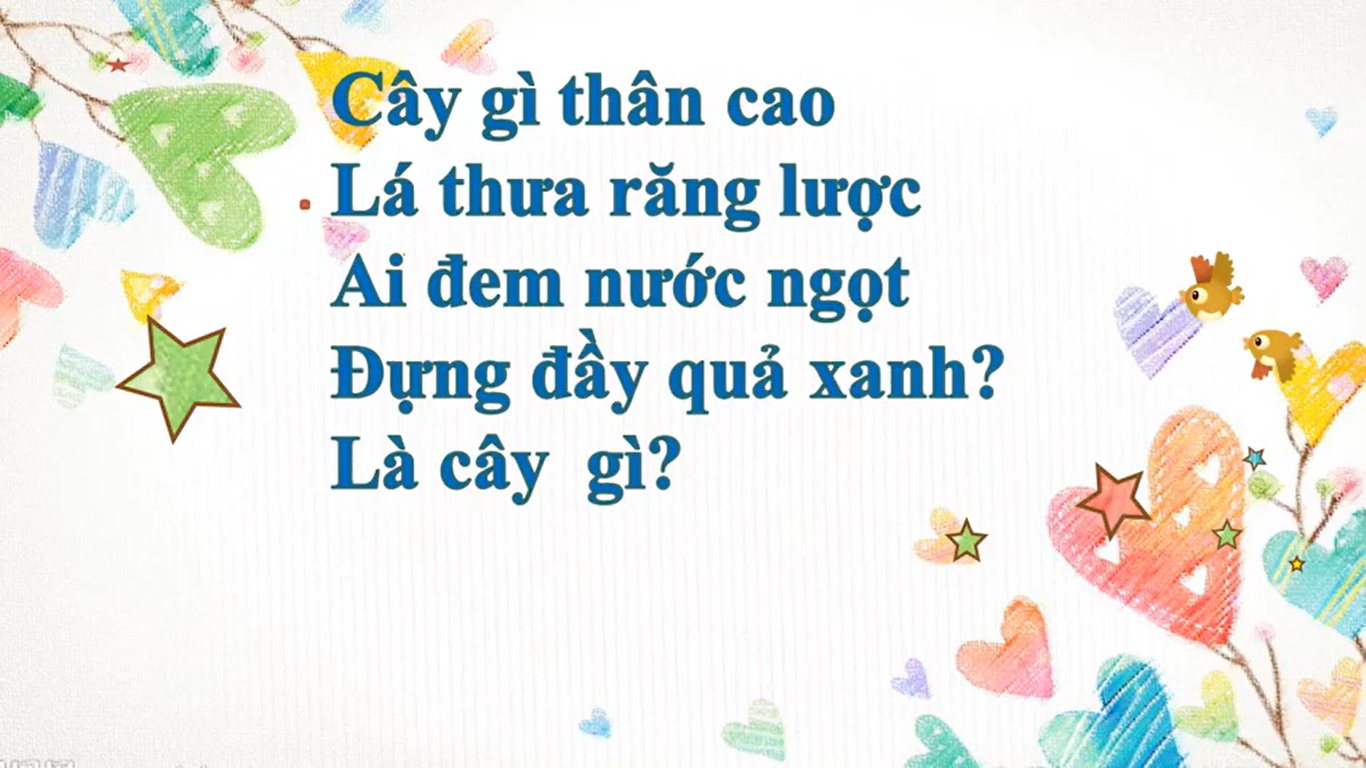 Cây gì thân cao
Lá thưa răng lược
Ai đem nước ngọt
Đựng đầy quả xanh?
Là cây gì?